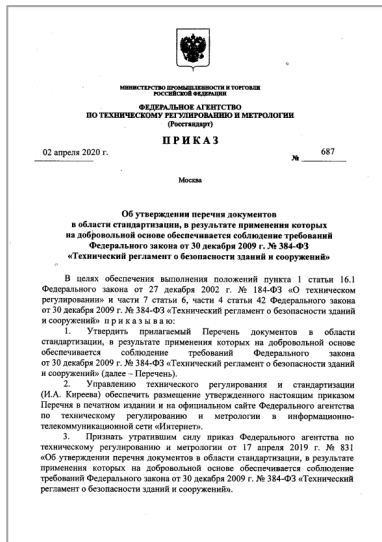 МИНИСТЕРСТВО ПРОМЫШЛЕННОСТИ И ТОРГОВЛИ
РОССИЙСКОЙ ФЕДЕРАЦИИ
ФЕДЕРАЛЬНОЕ АГЕНТСТВО
ПО ТЕХНИЧЕСКОМУ РЕГУЛИРОВАНИЮ И МЕТРОЛОГИИ
(Росстандарт)
ПРИКАЗ
02 апреля 2020 г. № 687
Москва
Об утверждении перечня документов
в области стандартизации, в результате применения которых
на добровольной основе обеспечивается соблюдение требований
Федерального закона от 30 декабря 2009 г. № 384-ФЗ
«Технический регламент о безопасности зданий и сооружений»
В целях обеспечения выполнения положений пункта 1 статьи 16.1
Федерального закона от 27 декабря 2002 г. № 184-ФЗ «О техническом
регулировании» и части 7 статьи 6, части 4 статьи 42 Федерального закона
от 30 декабря 2009 г. № 384-ФЗ «Технический регламент о безопасности зданий
и сооружений» приказываю:
1. Утвердить прилагаемый Перечень документов в области
стандартизации, в результате применения которых на добровольной основе
обеспечивается соблюдение требований Федерального закона
от 30 декабря 2009 г. № 384-ФЗ «Технический регламент о безопасности зданий
и сооружений» (далее – Перечень).
2. Управлению технического регулирования и стандартизации
(И.А. Киреева) обеспечить размещение утвержденного настоящим приказом
Перечня в печатном издании и на официальном сайте Федерального агентства
по техническому регулированию и метрологии в информационно-
телекоммуникационной сети «Интернет».
3. Признать утратившим силу приказ Федерального агентства по
техническому регулированию и метрологии от 17 апреля 2019 г. № 831
«Об утверждении перечня документов в области стандартизации, в результате
применения которых на добровольной основе обеспечивается соблюдение
требований Федерального закона от 30 декабря 2009 г. № 384-ФЗ «Технический
регламент о безопасности зданий и сооружений».